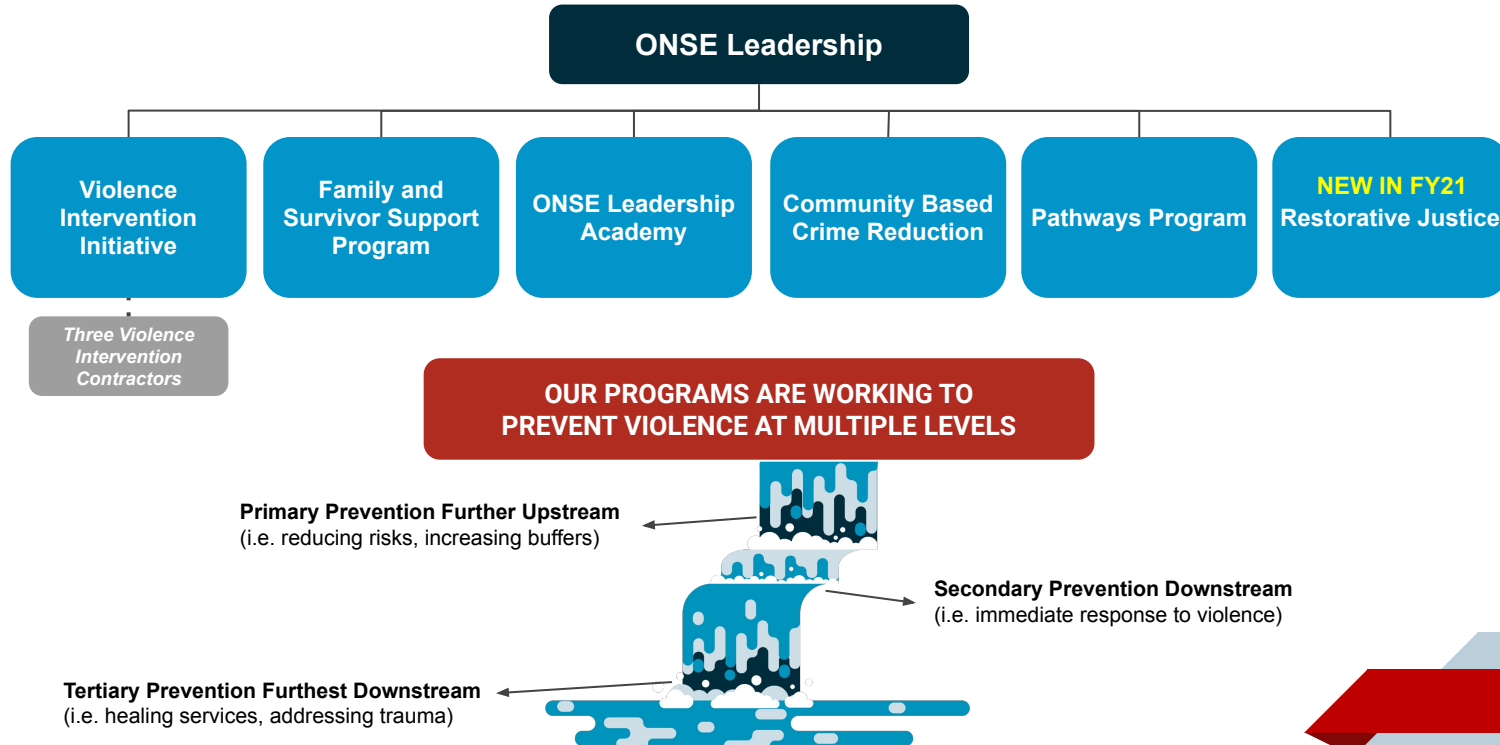 ONSE Leadership
Violence
Intervention
Initiative
Family and
Survivor Support
Program
ONSE Leadership
Academy
Community Based
Crime Reduction
Pathways Program
NEW IN FY21
Restorative Justice
Three Violence
Intervention
Contractors
OUR PROGRAMS ARE WORKING TO
PREVENT VIOLENCE AT MULTIPLE LEVELS
Primary Prevention Further Upstream
(i.e. reducing risks, increasing buffers)
Secondary Prevention Downstream
(i.e. immediate response to violence)
Tertiary Prevention Furthest Downstream
(i.e. healing services, addressing trauma)